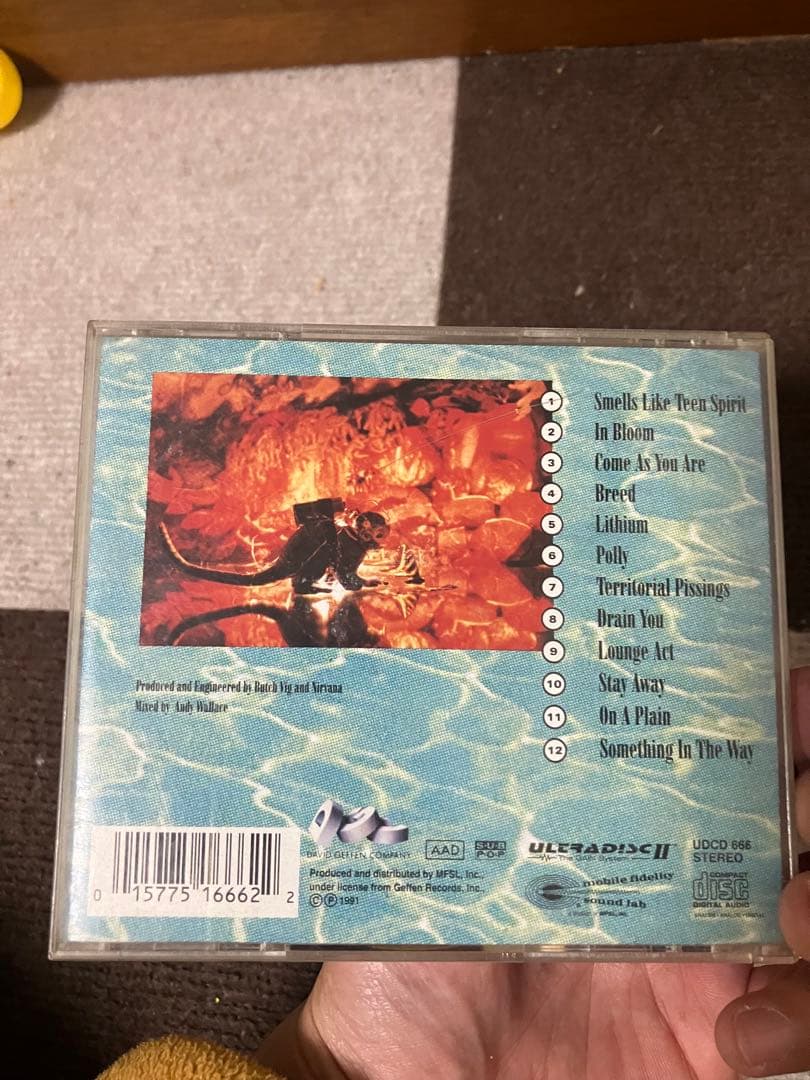 1 Smells Like Teen Spirit
2 In Bloom
3 Come As You Are
4 Breed
5 Lithium
6 Polly
7 Territorial Pissings
8 Drain You
9 Lounge Act
10 Stay Away
11 On A Plain
12 Something In The Way
Produced and Engineered by Butch Vig and Nirvana
Mixed by Andy Wallace
0 15775 16662 2
DAVID GEFFEN COMPANY
AAD
SUB
POP
Produced and distributed by MFSL, Inc.,
under license from Geffen Records, Inc.,
©℗1991
ULTRADISC II
The GAIN System
mobile fidelity
sound lab
UDCD 666
STEREO
COMPACT
disc
DIGITAL AUDIO